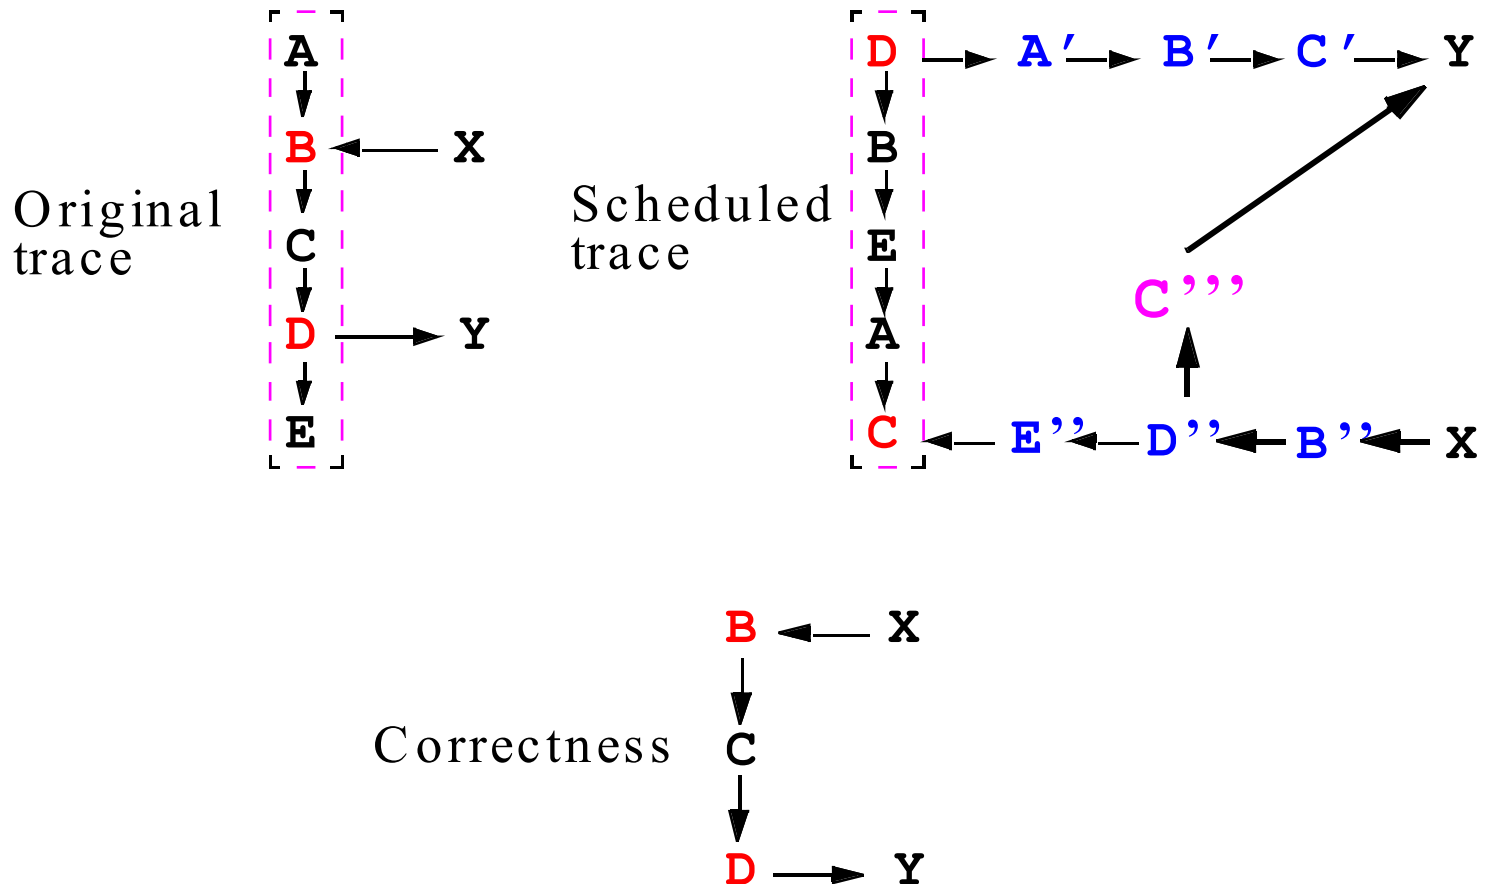 A
B X
Original
trace
C
D Y
E
D A′ B′ C′ Y
B
Scheduled
trace
E
C’’’
A
C E’’ D’’ B’’ X
B X
Correctness
C
D Y